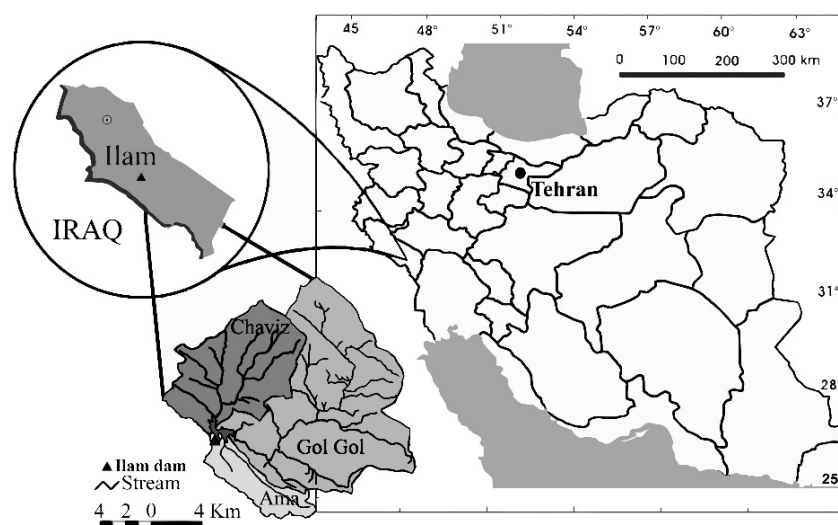 45 48° 51° 54° 57° 60° 63°
0 100 200 300 km
37°
34°
31°
28
25
Tehran
Ilam
IRAQ
Chaviz
Gol Gol
Ama
Ilam dam
Stream
4 2 0 4 Km